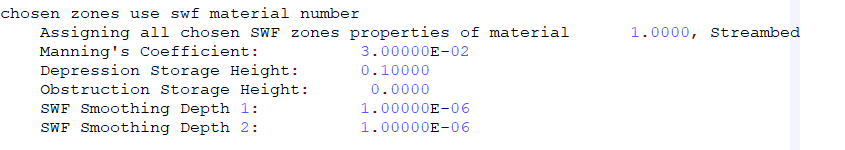 chosen zones use swf material number
Assigning all chosen SWF zones properties of material 1.0000, Streambed
Manning's Coefficient: 3.00000E-02
Depression Storage Height: 0.10000
Obstruction Storage Height: 0.0000
SWF Smoothing Depth 1: 1.00000E-06
SWF Smoothing Depth 2: 1.00000E-06